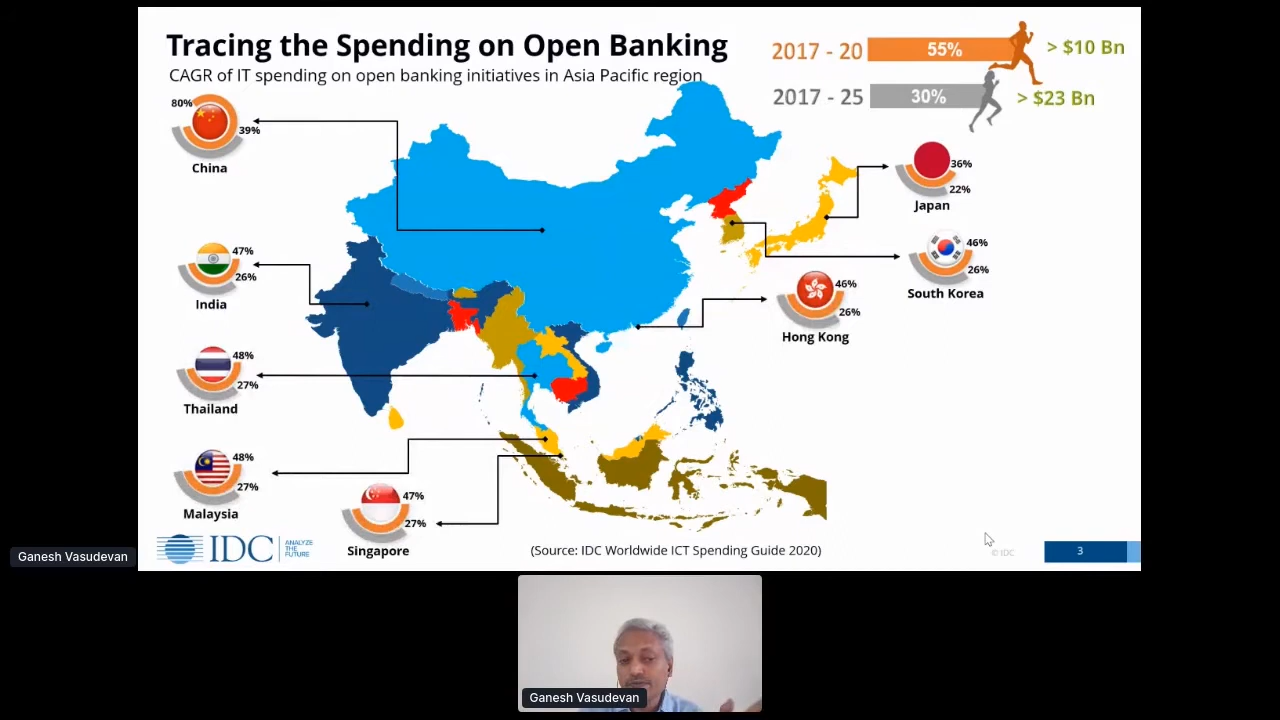 Tracing the Spending on Open Banking
CAGR of IT spending on open banking initiatives in Asia Pacific region
2017 - 20 55% > $10 Bn
2017 - 25 30% > $23 Bn
80%
39%
China
47%
26%
India
48%
27%
Thailand
48%
27%
Malaysia
47%
27%
Singapore
36%
22%
Japan
46%
26%
South Korea
46%
26%
Hong Kong
IDC
ANALYZE
THE
FUTURE
(Source: IDC Worldwide ICT Spending Guide 2020)
© IDC
3
Ganesh Vasudevan
Ganesh Vasudevan